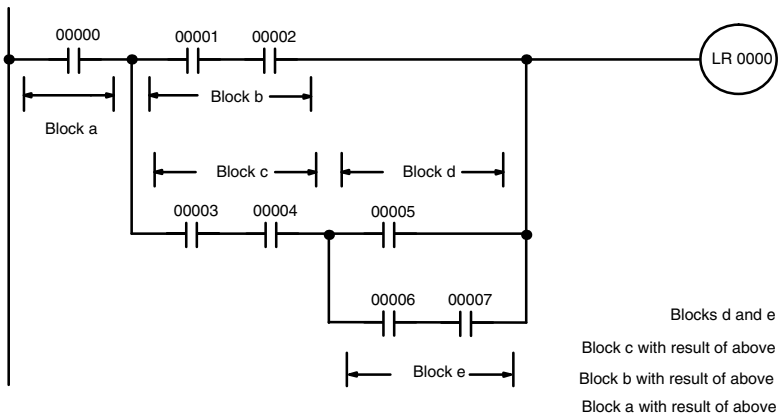 00000 00001 00002
LR 0000
Block b
Block a
Block c Block d
00003 00004 00005
00006 00007
Blocks d and e
Block c with result of above
Block e
Block b with result of above
Block a with result of above